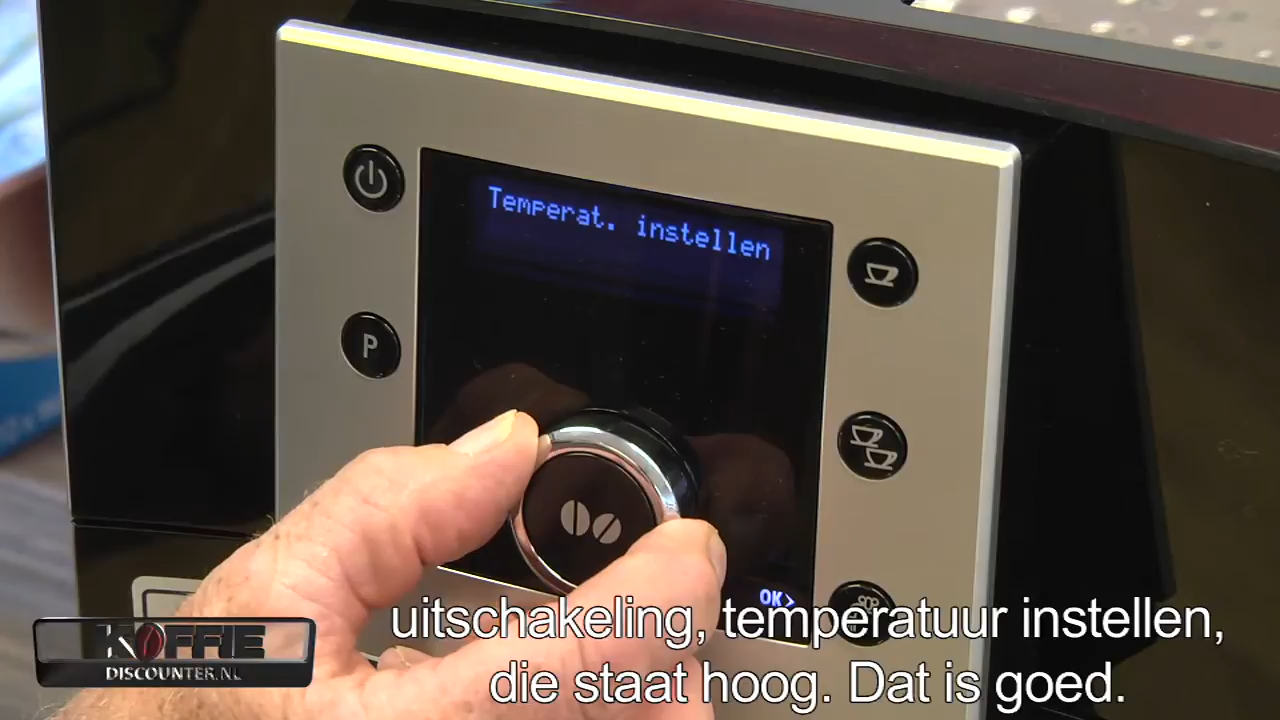 Temperat. instellen
P
OK>
KOFFIE
DISCOUNTER.NL
uitschakeling, temperatuur instellen,
die staat hoog. Dat is goed.